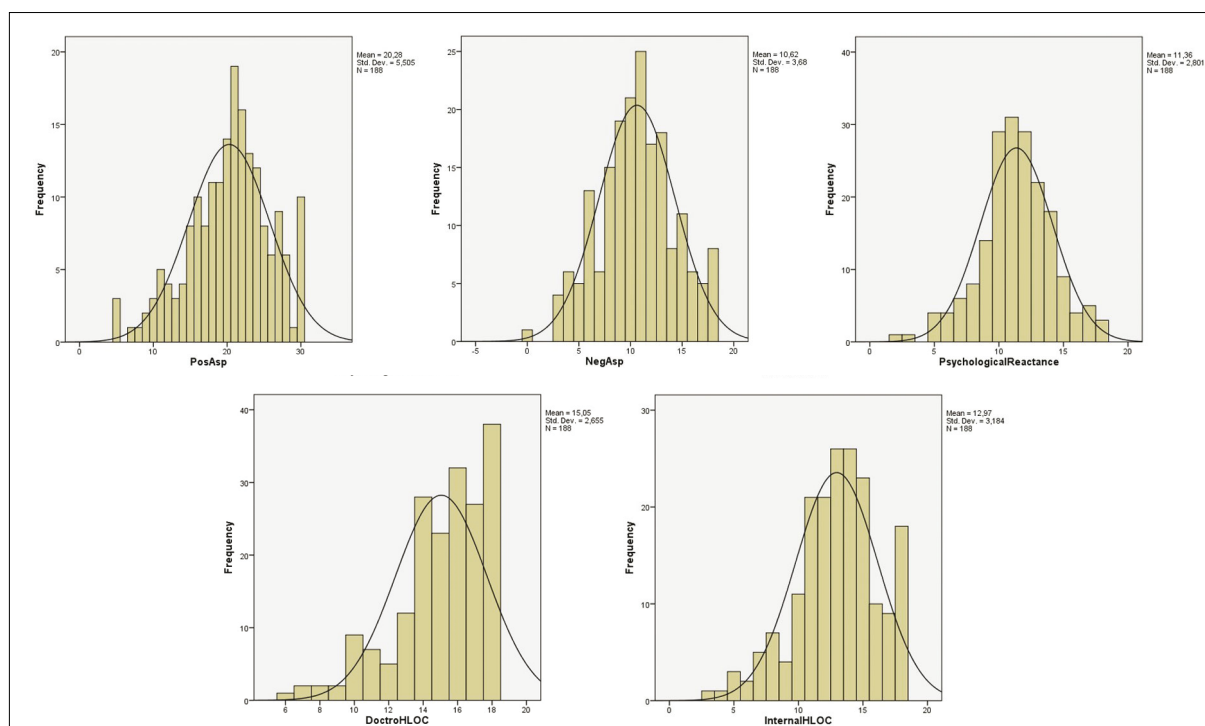 Mean = 20,28
Std. Dev. = 5,505
N = 188
Frequency
20
15
10
5
0
0 10 20 30
PosAsp
Mean = 10,62
Std. Dev. = 3,68
N = 188
Frequency
25
20
15
10
5
0
-5 0 5 10 15 20
NegAsp
Mean = 11,36
Std. Dev. = 2,801
N = 188
Frequency
40
30
20
10
0
0 5 10 15 20
PsychologicalReactance
Mean = 15,05
Std. Dev. = 2,655
N = 188
Frequency
40
30
20
10
0
6 8 10 12 14 16 18 20
DoctroHLOC
Mean = 12,97
Std. Dev. = 3,184
N = 188
Frequency
30
20
10
0
0 5 10 15 20
InternalHLOC